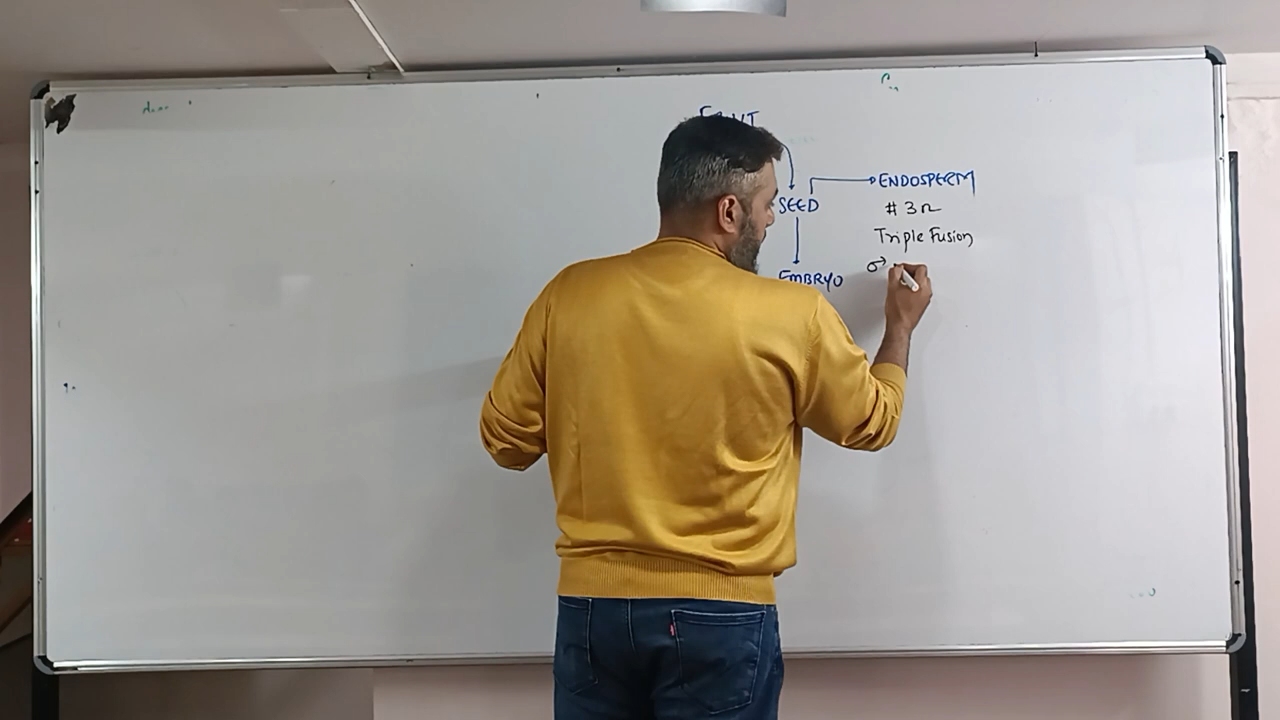 SEED
ENDOSPERM
# 3n
Triple Fusion
♂
EMBRYO